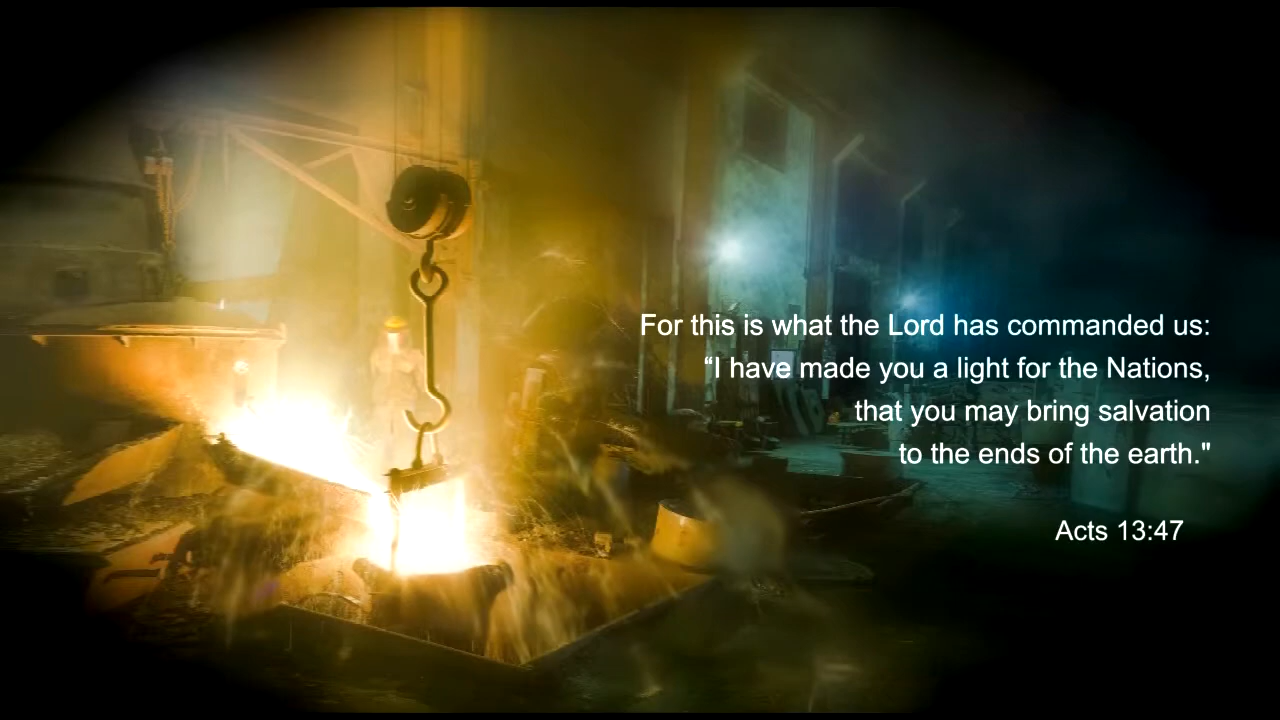 For this is what the Lord has commanded us:
“I have made you a light for the Nations,
that you may bring salvation
to the ends of the earth."
Acts 13:47